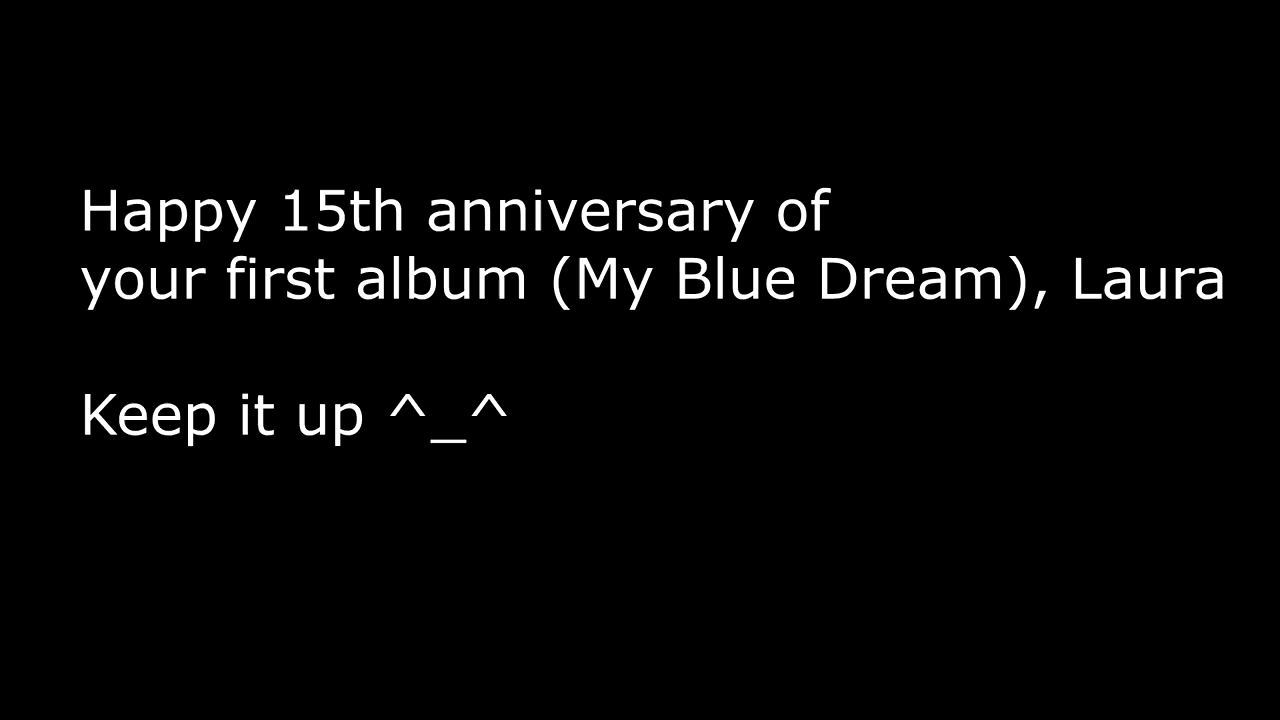 Happy 15th anniversary of
your first album (My Blue Dream), Laura
Keep it up ^_^